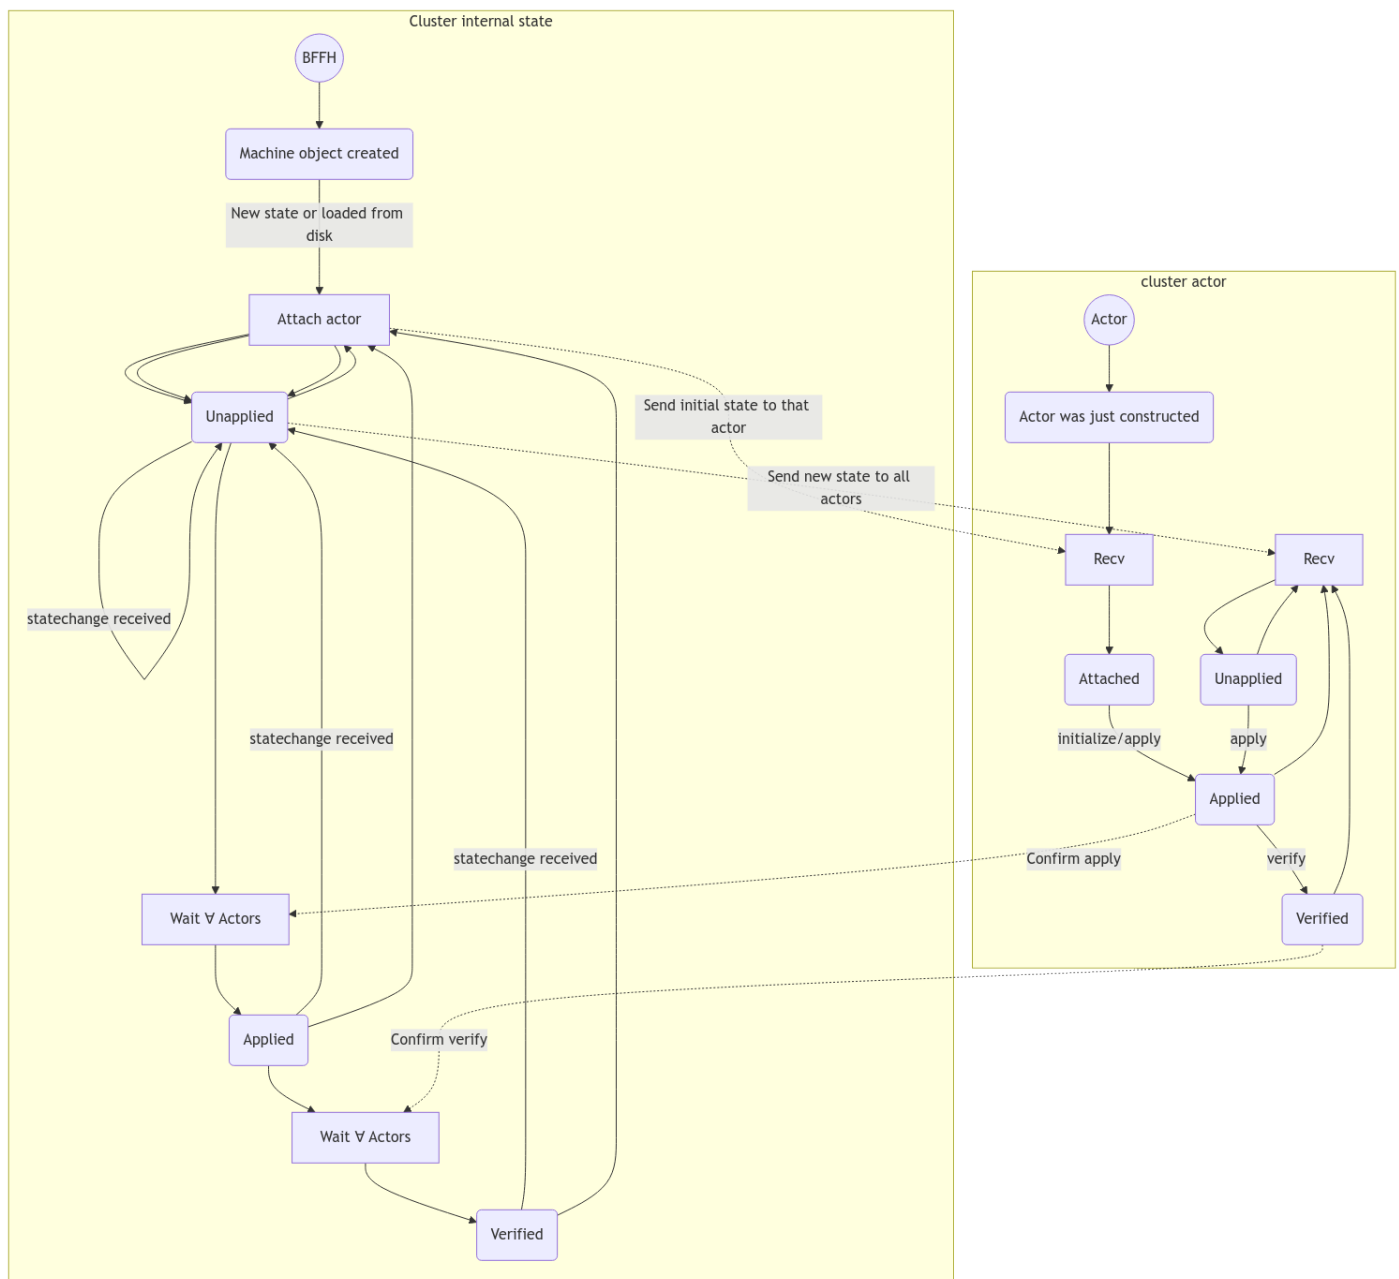 Cluster internal state
BFFH
Machine object created
New state or loaded from
disk
Attach actor
Unapplied
statechange received
statechange received
statechange received
Wait ∀ Actors
Applied
Wait ∀ Actors
Verified
Send initial state to that
actor
Send new state to all
actors
Confirm apply
Confirm verify
cluster actor
Actor
Actor was just constructed
Recv
Recv
Attached
Unapplied
initialize/apply
apply
Applied
verify
Verified